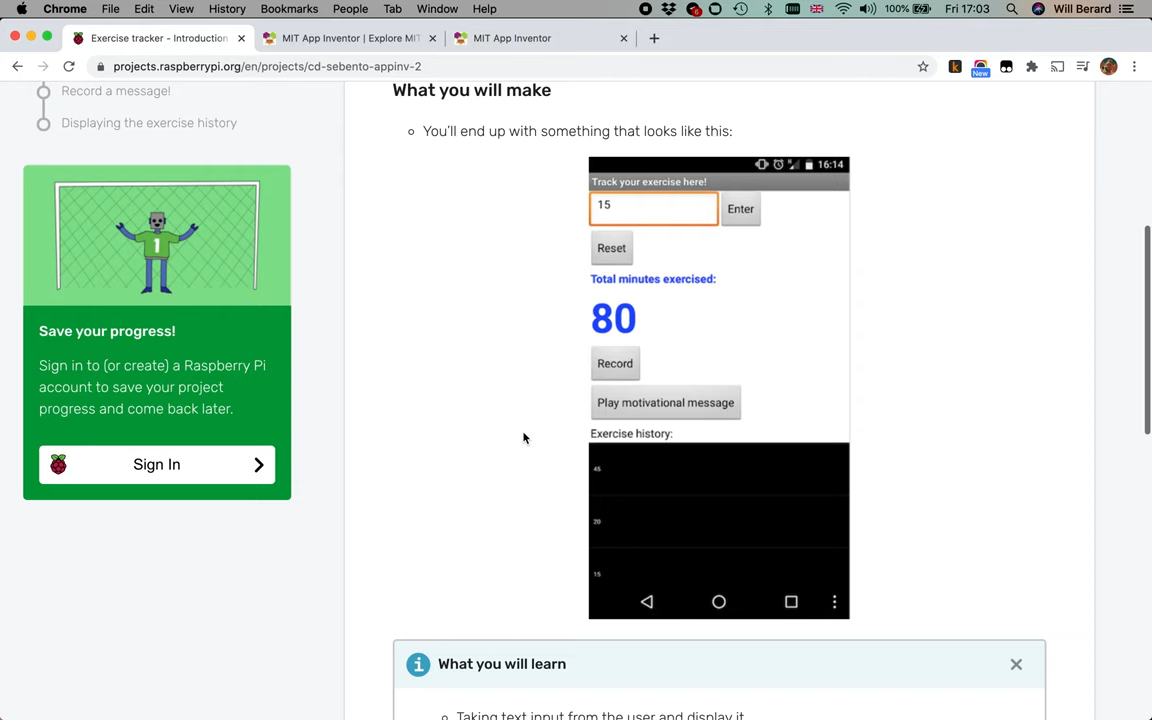 Chrome File Edit View History Bookmarks People Tab Window Help 6 100% Fri 17:03 Will Berard
Exercise tracker - Introduction MIT App Inventor | Explore MIT MIT App Inventor
projects.raspberrypi.org/en/projects/cd-sebento-appinv-2 New
Record a message!
Displaying the exercise history
1
Save your progress!
Sign in to (or create) a Raspberry Pi
account to save your project
progress and come back later.
Sign In
What you will make
You'll end up with something that looks like this:
16:14
Track your exercise here!
15 Enter
Reset
Total minutes exercised:
80
Record
Play motivational message
Exercise history:
45
20
15
What you will learn
Taking text input from the user and display it